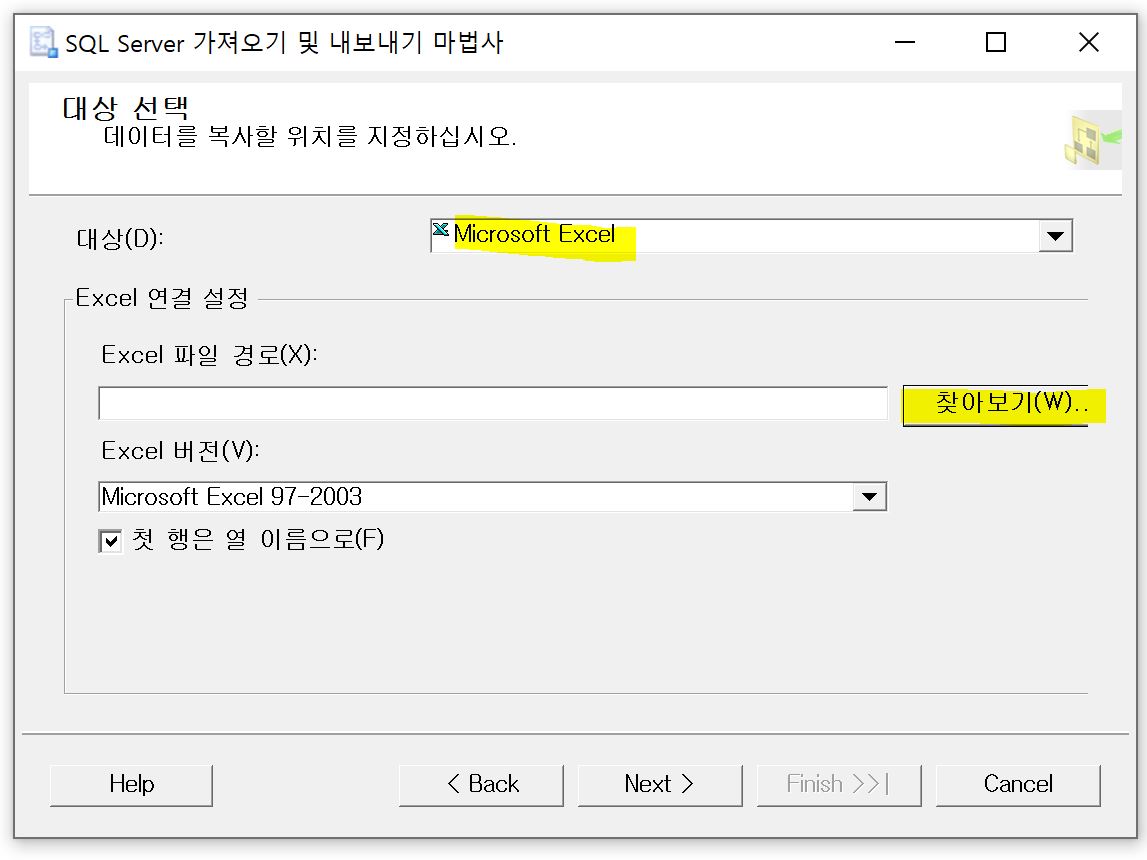 SQL Server 가져오기 및 내보내기 마법사
대상 선택
데이터를 복사할 위치를 지정하십시오.
대상(D):
Microsoft Excel
Excel 연결 설정
Excel 파일 경로(X):
찾아보기(W)..
Excel 버전(V):
Microsoft Excel 97-2003
첫 행은 열 이름으로(F)
Help
< Back
Next >
Finish >>|
Cancel